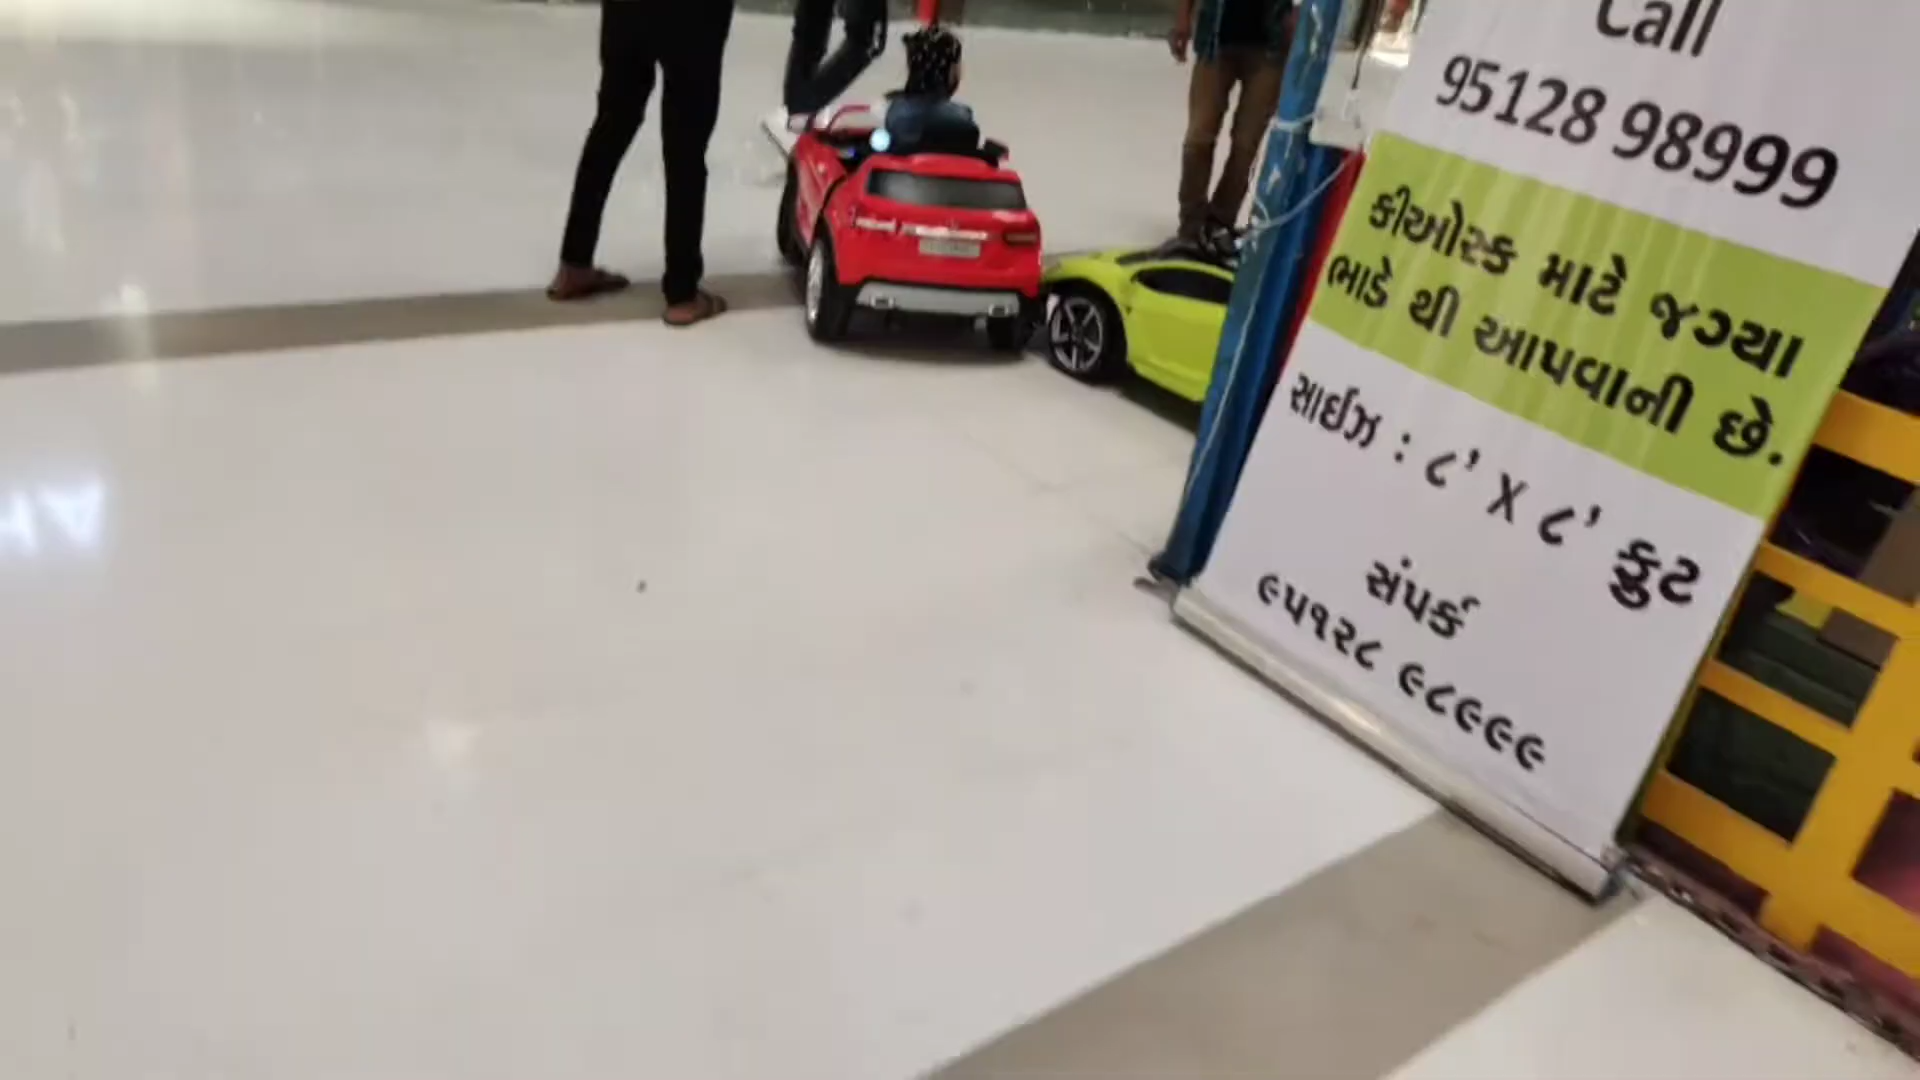 Call
95128 98999
કીઓસ્ક માટે જગ્યા
ભાડે થી આપવાની છે.
સાઈઝ : ૮' X ૮' ફુટ
સંપર્ક
૯૫૧૨૮ ૯૮૯૯૯